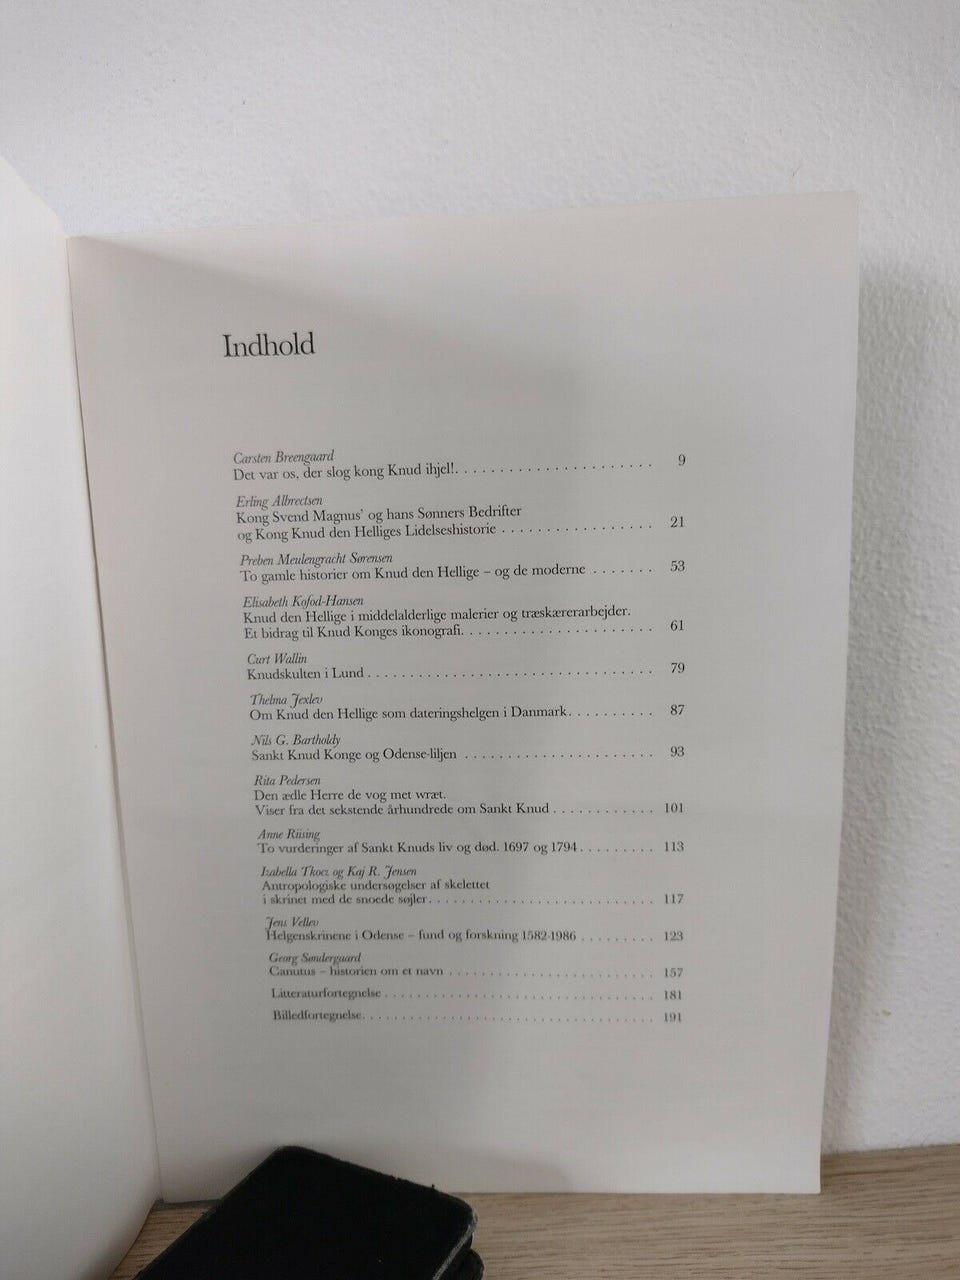 Indhold
Carsten Breengaard
Det var os, der slog kong Knud ihjel!. . . . . . . . . . . . . . . . . . . . . . . 9
Erling Albrectsen
Kong Svend Magnus' og hans Sønners Bedrifter
og Kong Knud den Helliges Lidelseshistorie . . . . . . . . . . . . . . . . . 21
Preben Meulengracht Sørensen
To gamle historier om Knud den Hellige – og de moderne . . . . . . . 53
Elisabeth Kofod-Hansen
Knud den Hellige i middelalderlige malerier og træskærerarbejder.
Et bidrag til Knud Konges ikonografi. . . . . . . . . . . . . . . . . . . . . . 61
Curt Wallin
Knudskulten i Lund . . . . . . . . . . . . . . . . . . . . . . . . . . . . . . . 79
Thelma Jexlev
Om Knud den Hellige som dateringshelgen i Danmark. . . . . . . . . . 87
Nils G. Bartholdy
Sankt Knud Konge og Odense-liljen . . . . . . . . . . . . . . . . . . . . . 93
Rita Pedersen
Den ædle Herre de vog met wræt.
Viser fra det sekstende århundrede om Sankt Knud . . . . . . . . . . . . 101
Anne Riising
To vurderinger af Sankt Knuds liv og død. 1697 og 1794 . . . . . . . . . 113
Izabella Tkocz og Kaj R. Jensen
Antropologiske undersøgelser af skelettet
i skrinet med de snoede søjler. . . . . . . . . . . . . . . . . . . . . . . . . . . 117
Jens Vellev
Helgenskrinene i Odense – fund og forskning 1582-1986 . . . . . . . . . 123
Georg Søndergaard
Canutus – historien om et navn . . . . . . . . . . . . . . . . . . . . . . . . . 157
Litteraturfortegnelse . . . . . . . . . . . . . . . . . . . . . . . . . . . . . . . . . 181
Billedfortegnelse. . . . . . . . . . . . . . . . . . . . . . . . . . . . . . . . . . . . 191